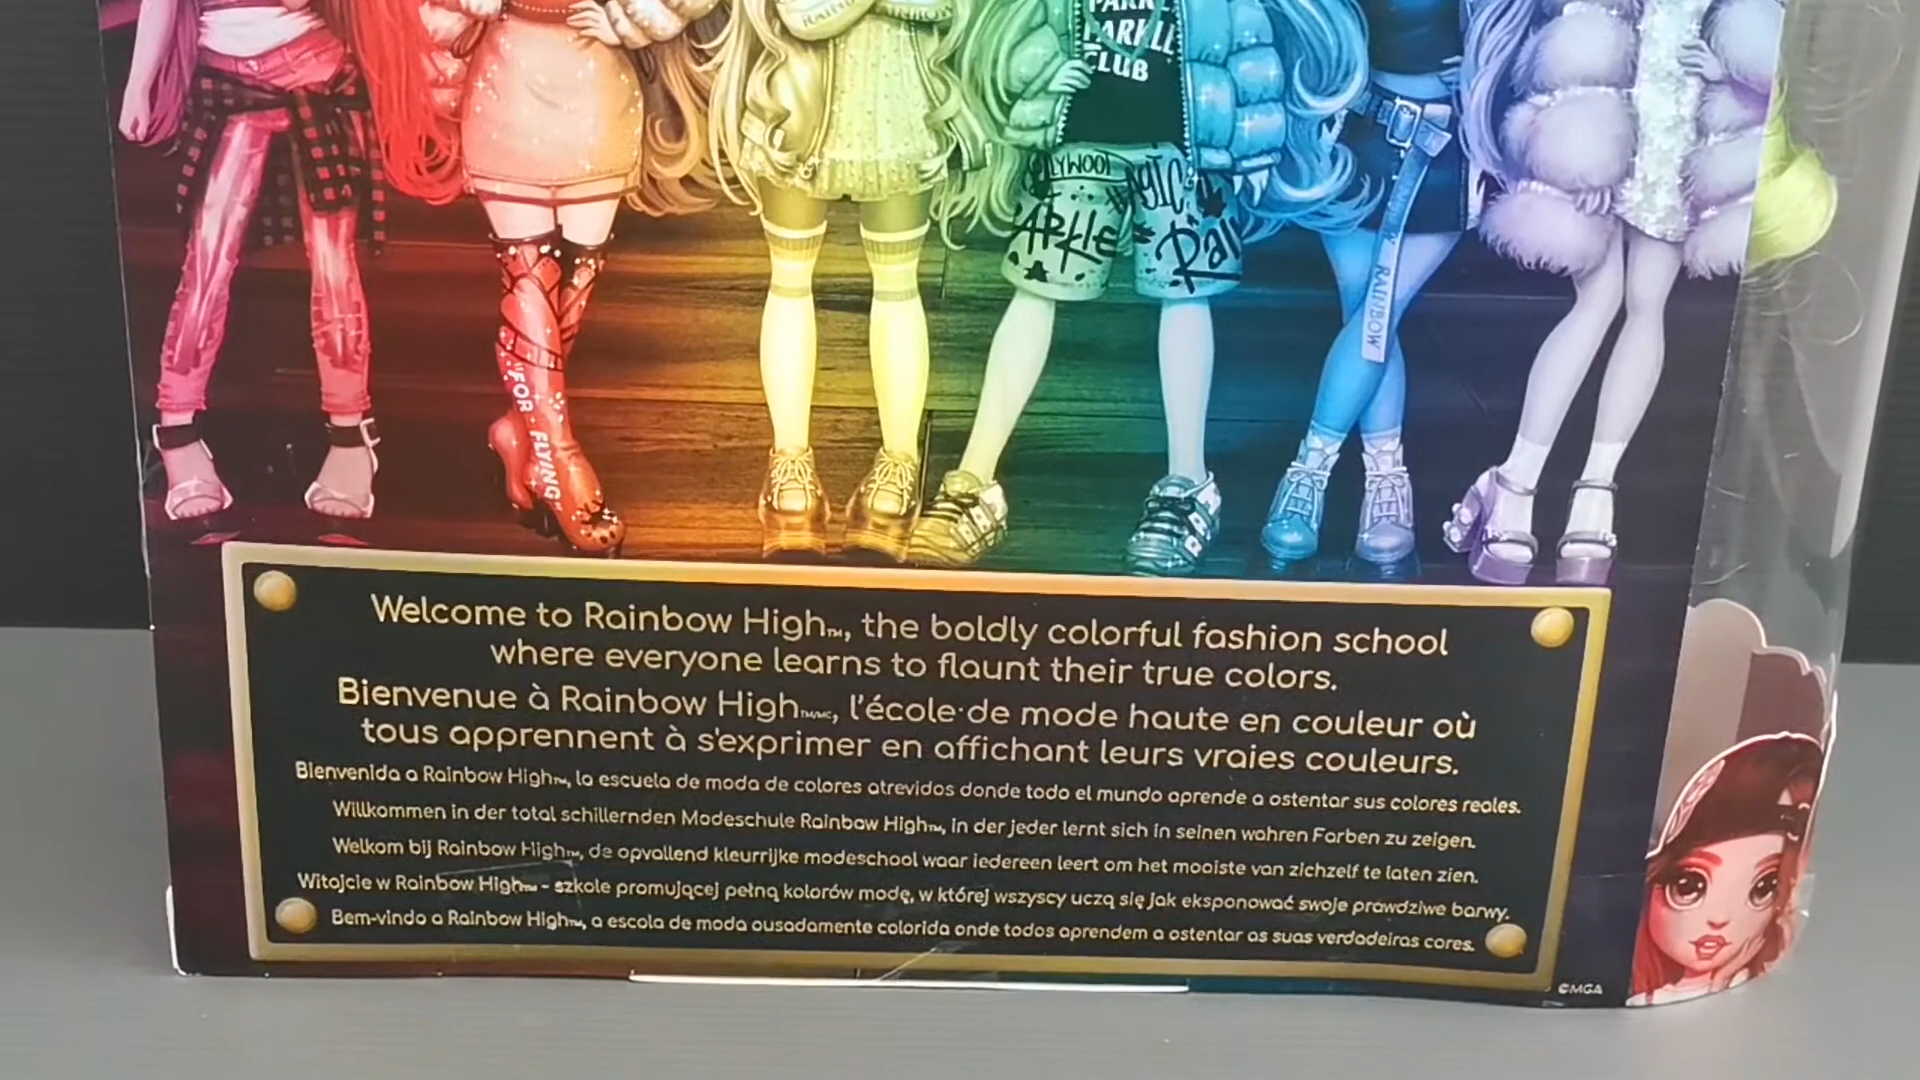 RAINBOW
PARKLE
CLUB
Rai
FOR FLYING
RAINBOW
Welcome to Rainbow High™, the boldly colorful fashion school
where everyone learns to flaunt their true colors.
Bienvenue à Rainbow High™/MC, l'école de mode haute en couleur où
tous apprennent à s'exprimer en affichant leurs vraies couleurs.
Bienvenida a Rainbow High™, la escuela de moda de colores atrevidos donde todo el mundo aprende a ostentar sus colores reales.
Willkommen in der total schillernden Modeschule Rainbow High™, in der jeder lernt sich in seinen wahren Farben zu zeigen.
Welkom bij Rainbow High™, de opvallend kleurrijke modeschool waar iedereen leert om het mooiste van zichzelf te laten zien.
Witajcie w Rainbow High™ - szkole promującej pełną kolorów modę, w której wszyscy uczą się jak eksponować swoje prawdziwe barwy.
Bem-vindo a Rainbow High™, a escola de moda ousadamente colorida onde todos aprendem a ostentar as suas verdadeiras cores.
©MGA